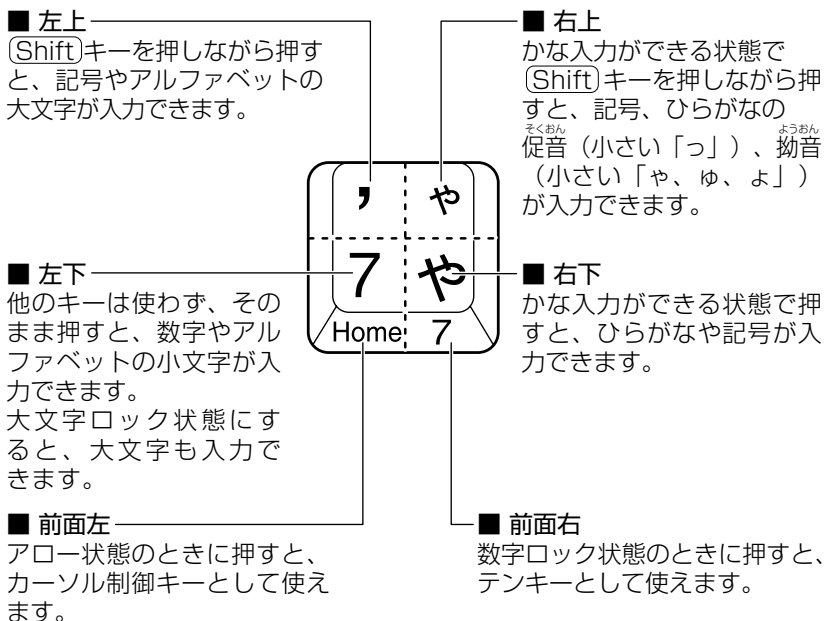 ■ 左上
Shiftキーを押しながら押す
と、記号やアルファベットの
大文字が入力できます。
■ 右上
かな入力ができる状態で
Shiftキーを押しながら押
すと、記号、ひらがなの
そくおん ようおん
促音（小さい「っ」）、拗音
（小さい「ゃ、ゅ、ょ」）
が入力できます。
' ゃ
7 や
Home 7
■ 左下
他のキーは使わず、その
まま押すと、数字やアル
ファベットの小文字が入
力できます。
大文字ロック状態にす
ると、大文字も入力で
きます。
■ 右下
かな入力ができる状態で押
すと、ひらがなや記号が入
力できます。
■ 前面左
アロー状態のときに押すと、
カーソル制御キーとして使え
ます。
■ 前面右
数字ロック状態のときに押すと、
テンキーとして使えます。